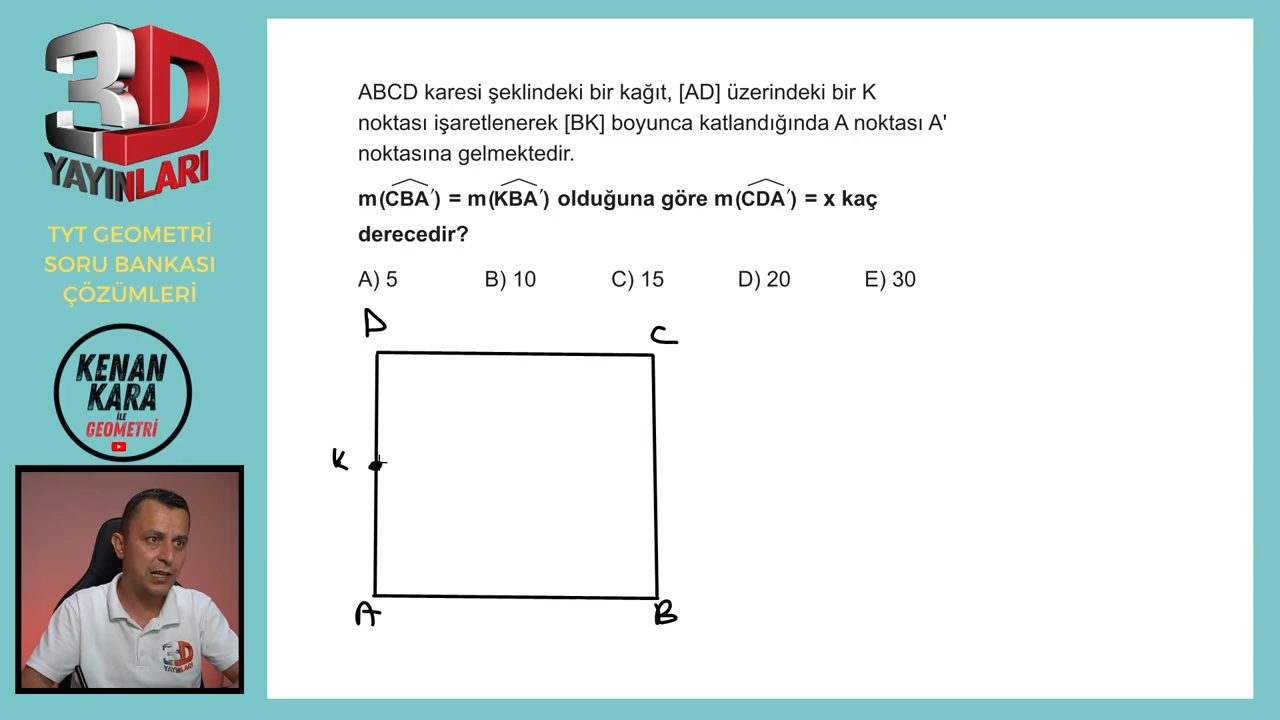 3D
YAYINLARI
TYT GEOMETRİ
SORU BANKASI
ÇÖZÜMLERİ
KENAN
KARA
İLE
GEOMETRİ
3D
YAYINLARI
ABCD karesi şeklindeki bir kağıt, [AD] üzerindeki bir K
noktası işaretlenerek [BK] boyunca katlandığında A noktası A'
noktasına gelmektedir.
m(CBA′) = m(KBA′) olduğuna göre m(CDA′) = x kaç
derecedir?
A) 5 B) 10 C) 15 D) 20 E) 30
D C
K
A B